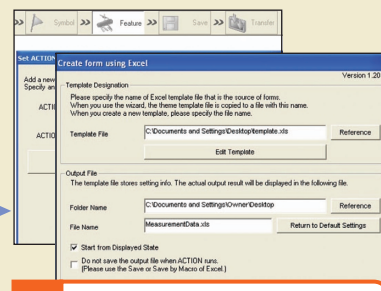 Symbol >> Feature >> Save >> Transfer
Set ACTION
Create form using Excel
Version 1.20
Add a new
Specify an
ACTI
ACTIO
Template Designation
Please specify the name of Excel template file that is the source of forms.
When you use the wizard, the theme template file is copied to a file with this name.
When you create a new template, please specify the file name.
Template File C:\Documents and Settings\Desktop\template.xls Reference
Edit Template
Output File
The template file stores setting info. The actual output result will be displayed in the following file.
Folder Name C:\Documents and Settings\Owner\Desktop Reference
File Name MeasurementData.xls Return to Default Settings
Start from Displayed State
Do not save the output file when ACTION runs.
(Please use the Save or Save by Macro of Excel.)